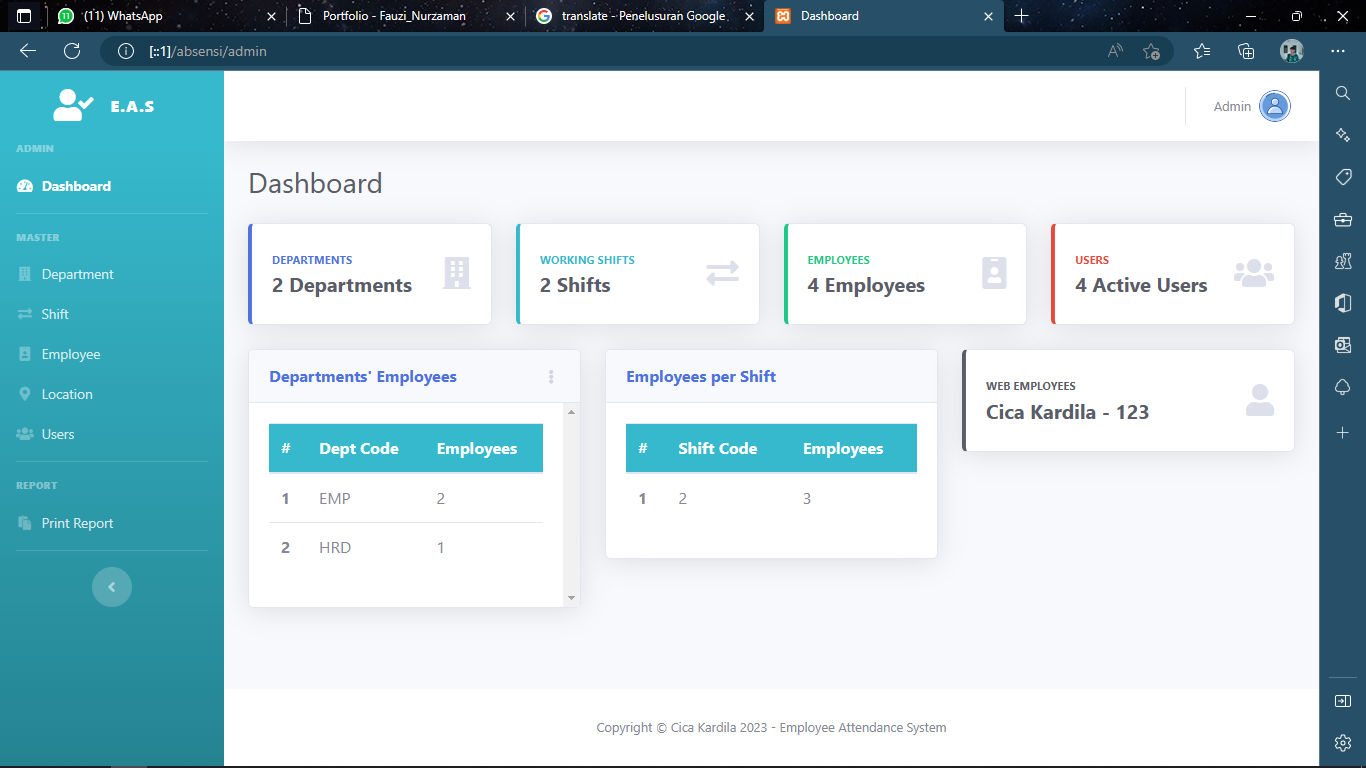 (11) WhatsApp
Portfolio - Fauzi_Nurzaman
translate - Penelusuran Google
Dashboard
[::1]/absensi/admin
E.A.S
Admin
ADMIN
Dashboard
MASTER
Department
Shift
Employee
Location
Users
REPORT
Print Report
Dashboard
DEPARTMENTS
2 Departments
WORKING SHIFTS
2 Shifts
EMPLOYEES
4 Employees
USERS
4 Active Users
Departments' Employees
# Dept Code Employees
1 EMP 2
2 HRD 1
Employees per Shift
# Shift Code Employees
1 2 3
WEB EMPLOYEES
Cica Kardila - 123
Copyright © Cica Kardila 2023 - Employee Attendance System